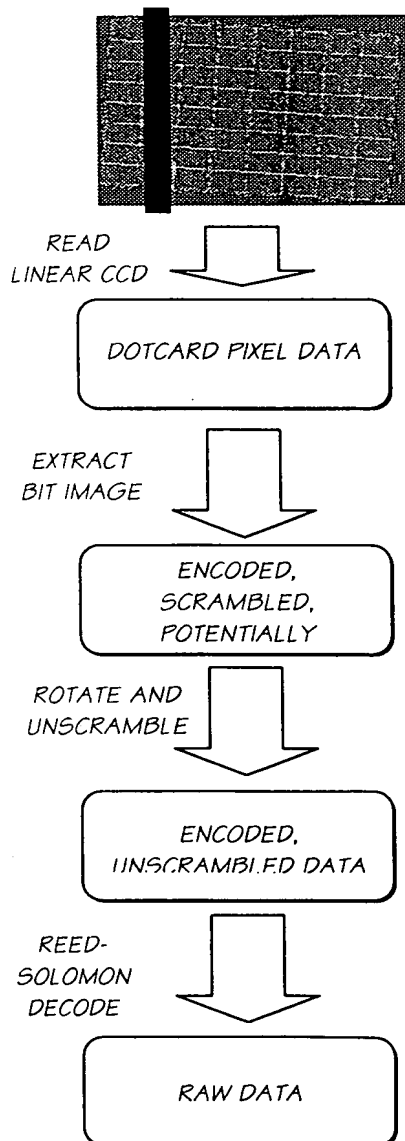 READ
LINEAR CCD
DOTCARD PIXEL DATA
EXTRACT
BIT IMAGE
ENCODED,
SCRAMBLED,
POTENTIALLY
ROTATE AND
UNSCRAMBLE
ENCODED,
UNSCRAMBLED DATA
REED-
SOLOMON
DECODE
RAW DATA